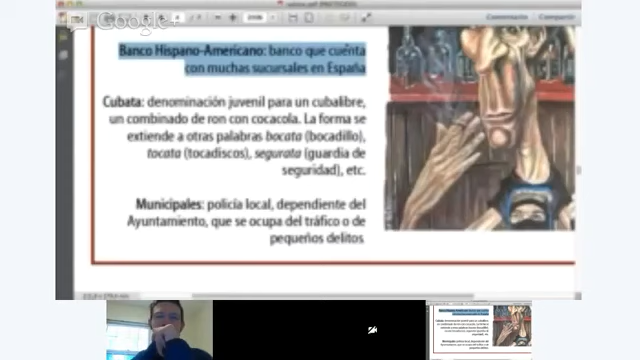 Google
Comentario
Compartir
Banco Hispano-Americano: banco que cuenta
con muchas sucursales en España
Cubata: denominación juvenil para un cubalibre,
un combinado de ron con cocacola. La forma se
extiende a otras palabras bocata (bocadillo),
tocata (tocadiscos), segurata (guardia de
seguridad), etc.
Municipales: policía local, dependiente del
Ayuntamiento, que se ocupa del tráfico o de
pequeños delitos